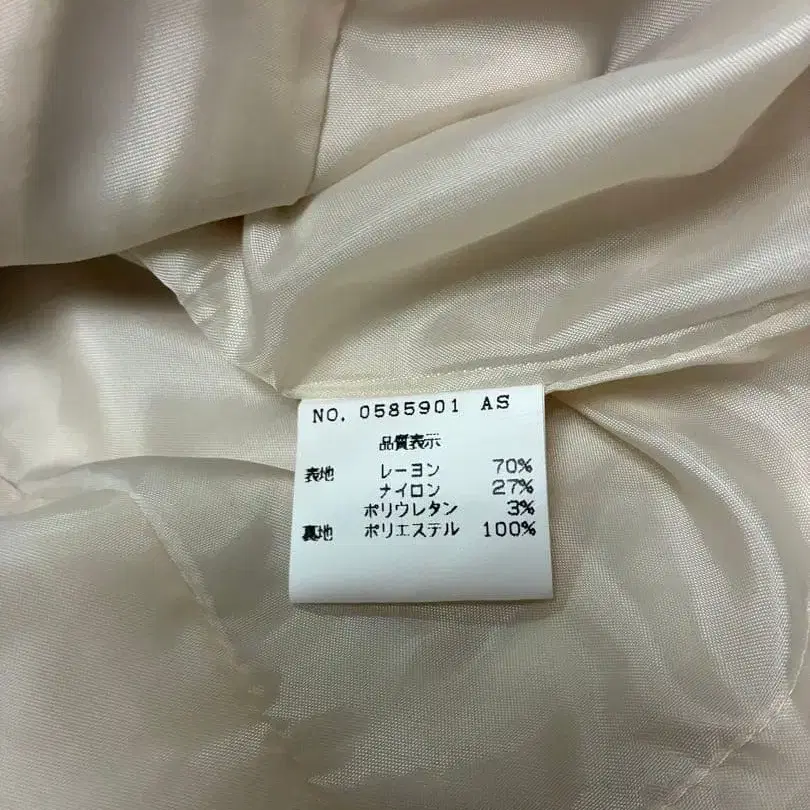 NO. 0585901 AS
品質表示
表地 レーヨン 70%
ナイロン 27%
ポリウレタン 3%
裏地 ポリエステル 100%